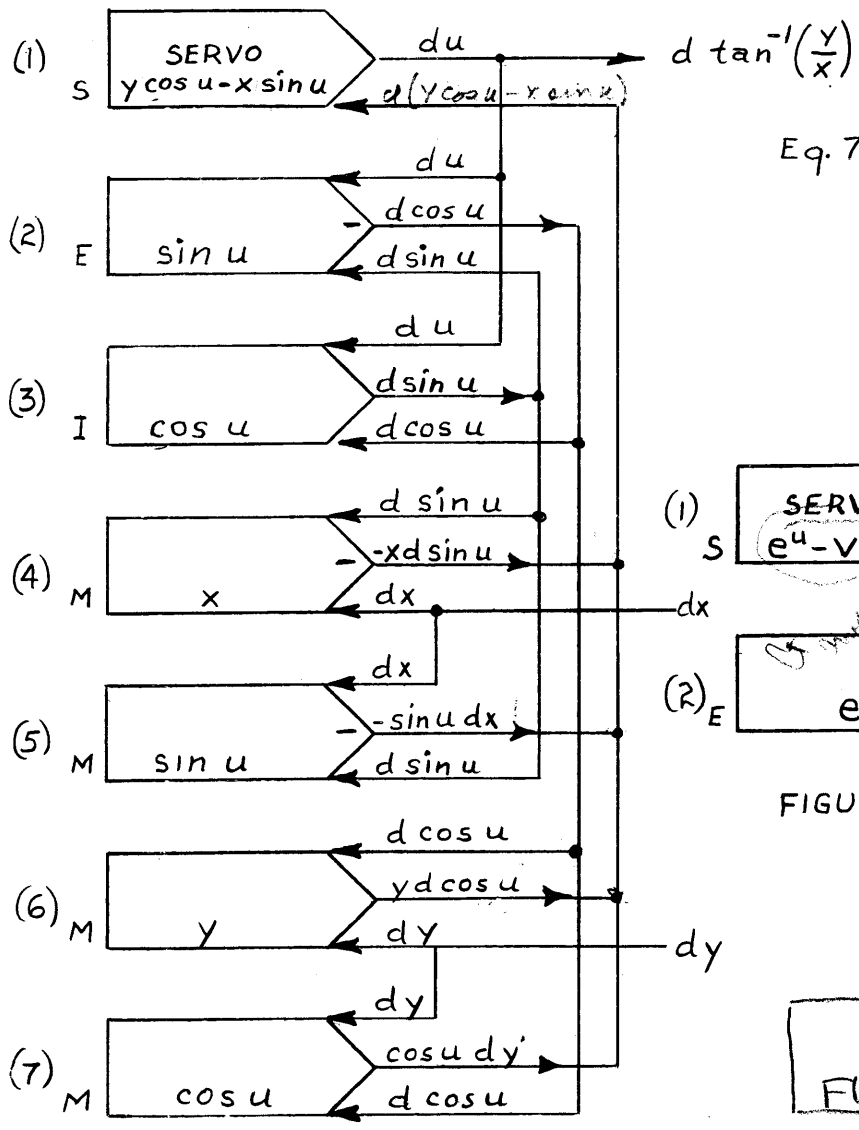 (1) S SERVO du d tan⁻¹(y/x)
y cos u - x sin u d(y cos u - x sin u)
Eq. 7
du
(2) E sin u - d cos u
d sin u
du
(3) I cos u d sin u
d cos u
d sin u
(4) M x - -x d sin u
dx dx
dx
(5) M sin u - -sin u dx
d sin u
d cos u
(6) M y y d cos u
dy dy
dy
(7) M cos u cos u dy
d cos u
(1) S SERV
eᵘ - V
(2) E e
FIGU
FU